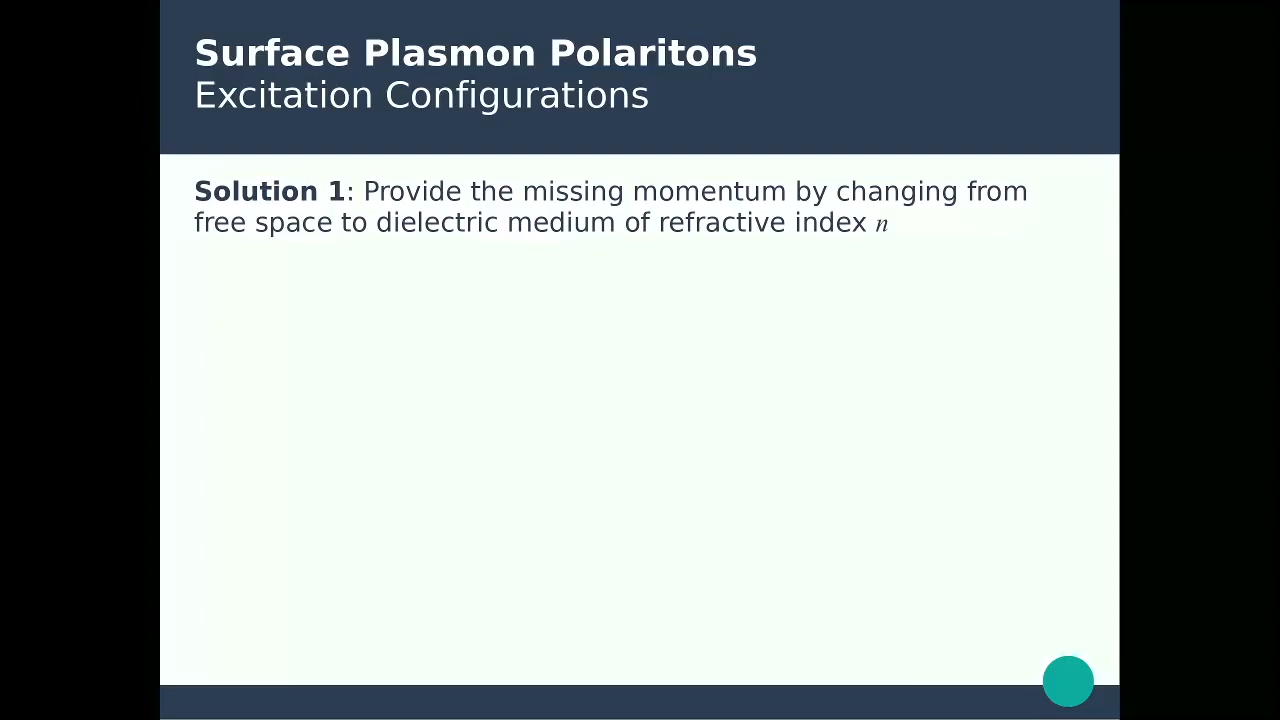 Surface Plasmon Polaritons
Excitation Configurations
Solution 1: Provide the missing momentum by changing from
free space to dielectric medium of refractive index n